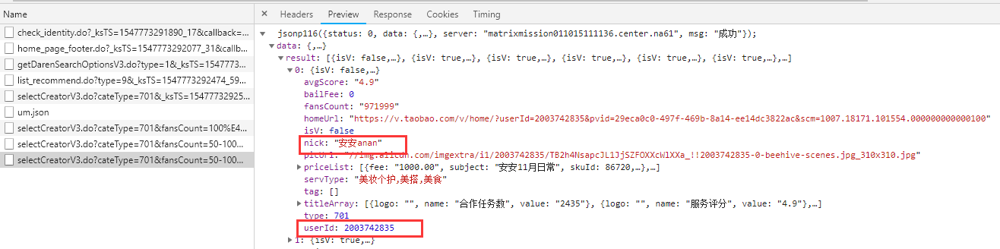 Name
× Headers Preview Response Cookies Timing
check_identity.do?_ksTS=1547773291890_17&callback=...
home_page_footer.do?_ksTS=1547773292077_31&callb...
getDarenSearchOptionsV3.do?type=1&_ksTS=1547773...
list_recommend.do?type=9&_ksTS=1547773292474_59...
selectCreatorV3.do?cateType=701&_ksTS=15477732925...
um.json
selectCreatorV3.do?cateType=701&fansCount=100%E4...
selectCreatorV3.do?cateType=701&fansCount=50-100...
selectCreatorV3.do?cateType=701&fansCount=50-100...
▼ jsonp116({status: 0, data: {,…}, server: "matrixmission011015111136.center.na61", msg: "成功"});
▼ data: {,…}
▼ result: [{isV: false,…}, {isV: true,…}, {isV: true,…}, {isV: true,…}, {isV: true,…}, {isV: true,…},…]
▼ 0: {isV: false,…}
avgScore: "4.9"
bailFee: 0
fansCount: "971999"
homeUrl: "https://v.taobao.com/v/home/?userId=2003742835&pvid=29eca0c0-497f-469b-8a14-ee14dc3822ac&scm=1007.18171.101554.000000000000100"
isV: false
nick: "安安anan"
picUrl: "//img.alicdn.com/imgextra/i1/2003742835/TB2h4NsapcJL1JjSZFOXXcWlXXa_!!2003742835-0-beehive-scenes.jpg_310x310.jpg"
▶ priceList: [{fee: "1000.00", subject: "安安11月日常", skuId: 86720,…},…]
servType: "美妆个护,美搭,美食"
tag: []
▶ titleArray: [{logo: "", name: "合作任务数", value: "2435"}, {logo: "", name: "服务评分", value: "4.9"},…]
type: 701
userId: 2003742835
▶ 1: {isV: true,…}